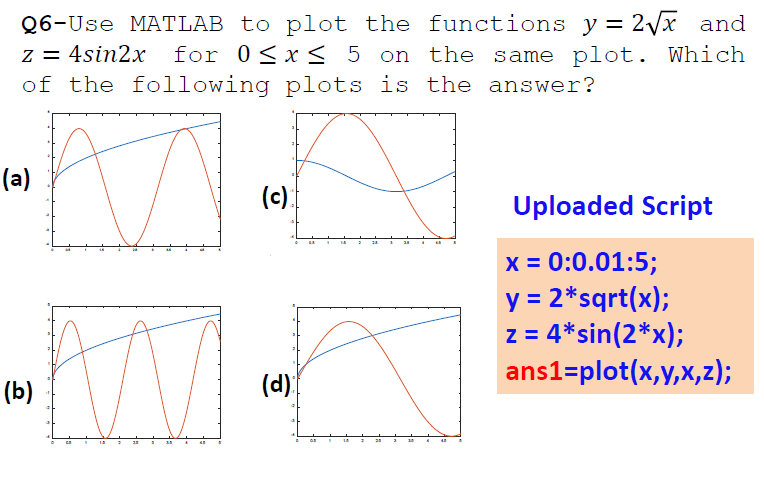 Q6-Use MATLAB to plot the functions y = 2√x and
z = 4sin2x for 0 ≤ x ≤ 5 on the same plot. Which
of the following plots is the answer?
(a)
(c)
(b)
(d)
Uploaded Script
x = 0:0.01:5;
y = 2*sqrt(x);
z = 4*sin(2*x);
ans1=plot(x,y,x,z);